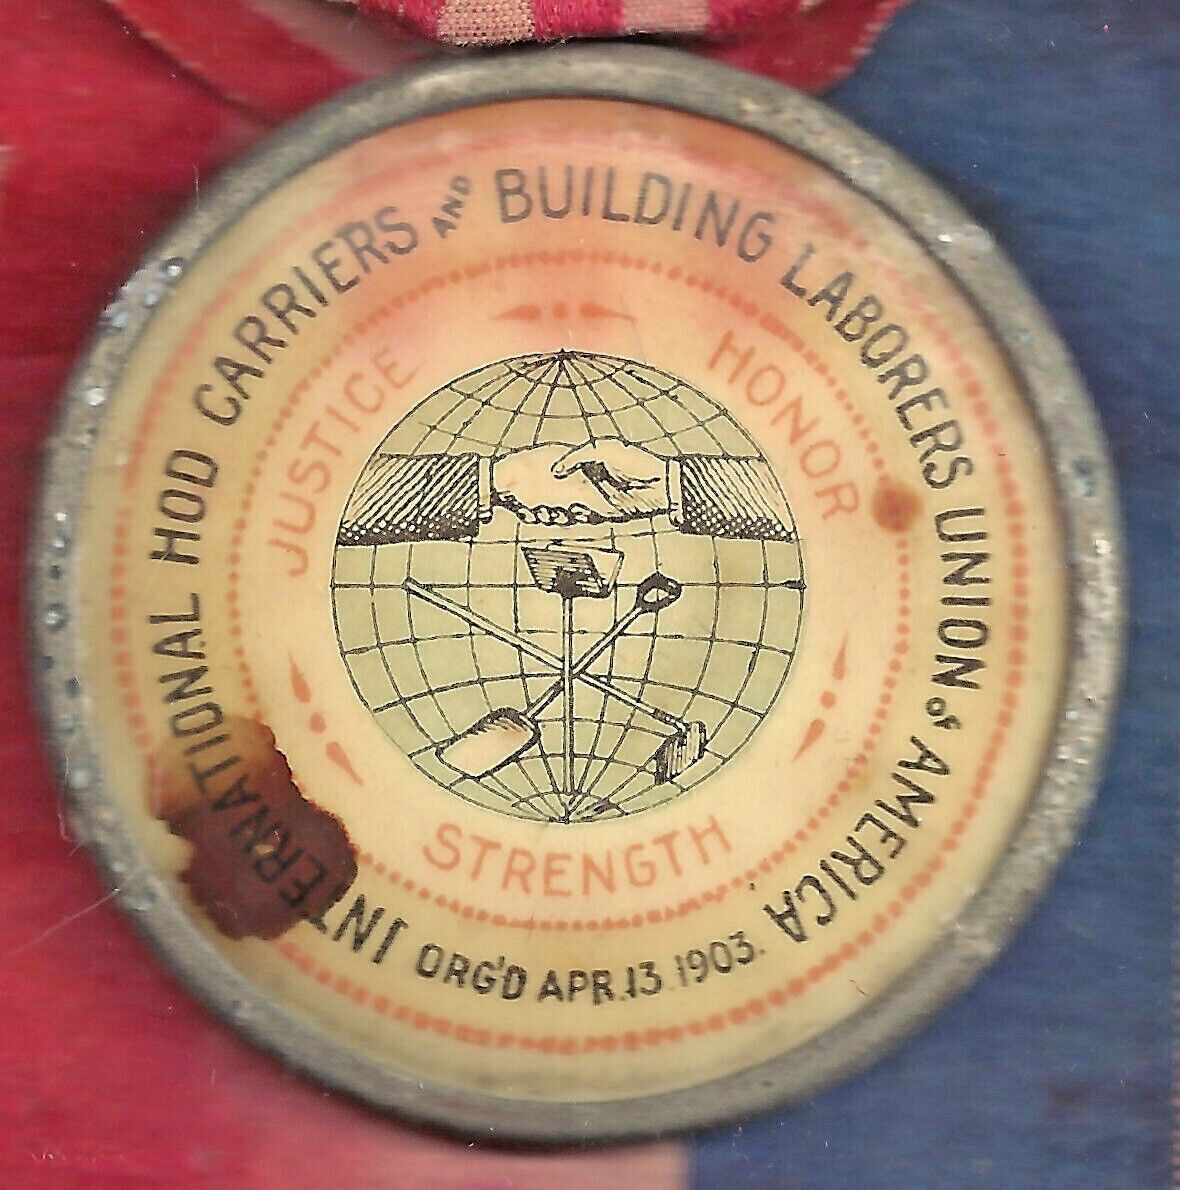 INTERNATIONAL HOD CARRIERS AND BUILDING LABORERS UNION of AMERICA
ORG'D APR. 13. 1903.
JUSTICE
HONOR
STRENGTH